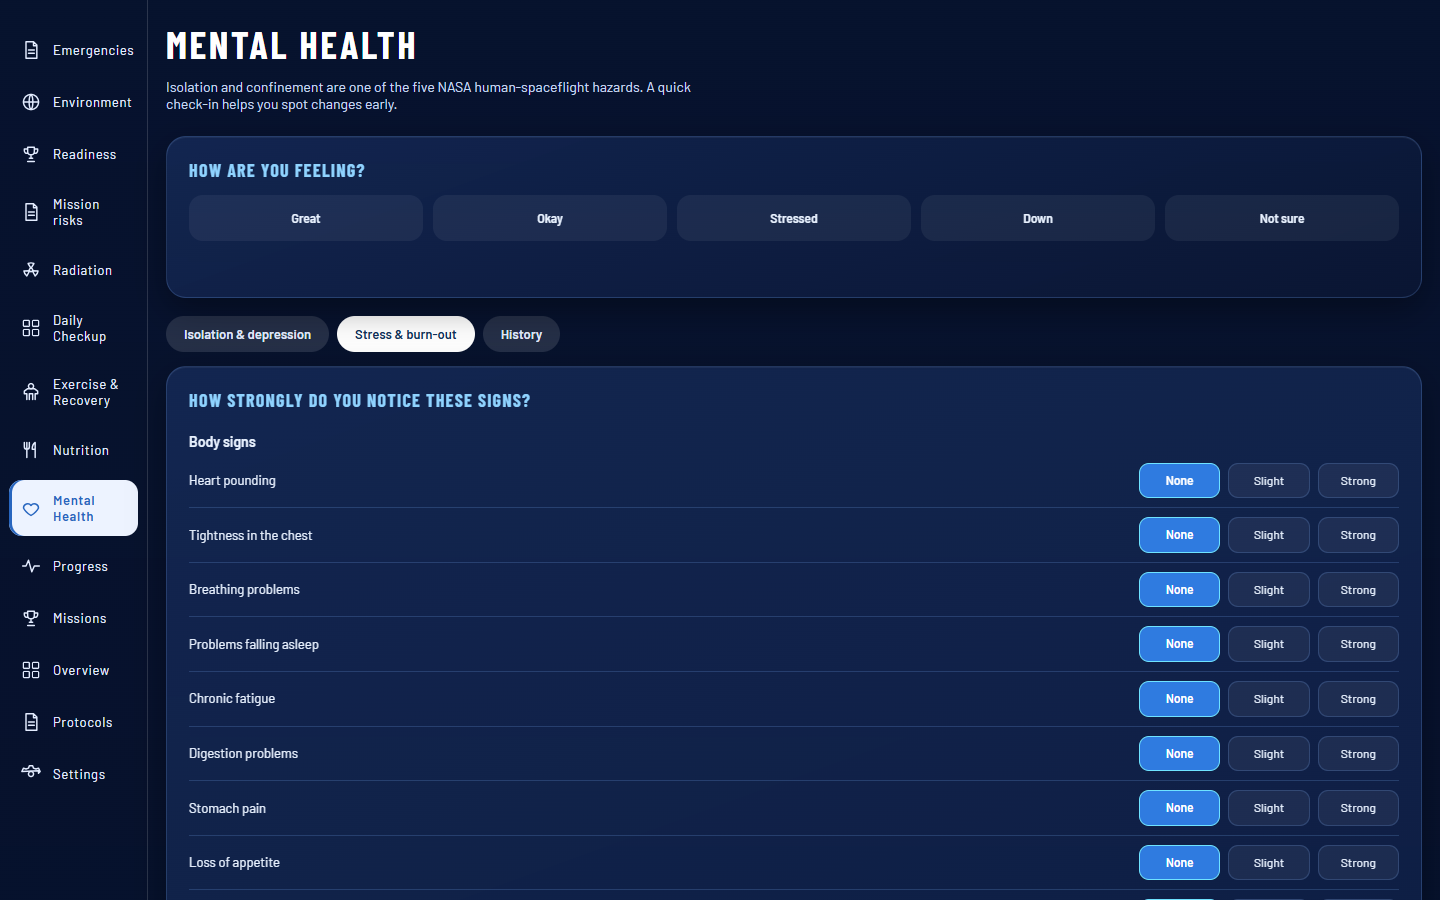 Emergencies
Environment
Readiness
Mission
risks
Radiation
Daily
Checkup
Exercise &
Recovery
Nutrition
Mental
Health
Progress
Missions
Overview
Protocols
Settings
MENTAL HEALTH
Isolation and confinement are one of the five NASA human-spaceflight hazards. A quick
check-in helps you spot changes early.
HOW ARE YOU FEELING?
Great Okay Stressed Down Not sure
Isolation & depression Stress & burn-out History
HOW STRONGLY DO YOU NOTICE THESE SIGNS?
Body signs
Heart pounding None Slight Strong
Tightness in the chest None Slight Strong
Breathing problems None Slight Strong
Problems falling asleep None Slight Strong
Chronic fatigue None Slight Strong
Digestion problems None Slight Strong
Stomach pain None Slight Strong
Loss of appetite None Slight Strong